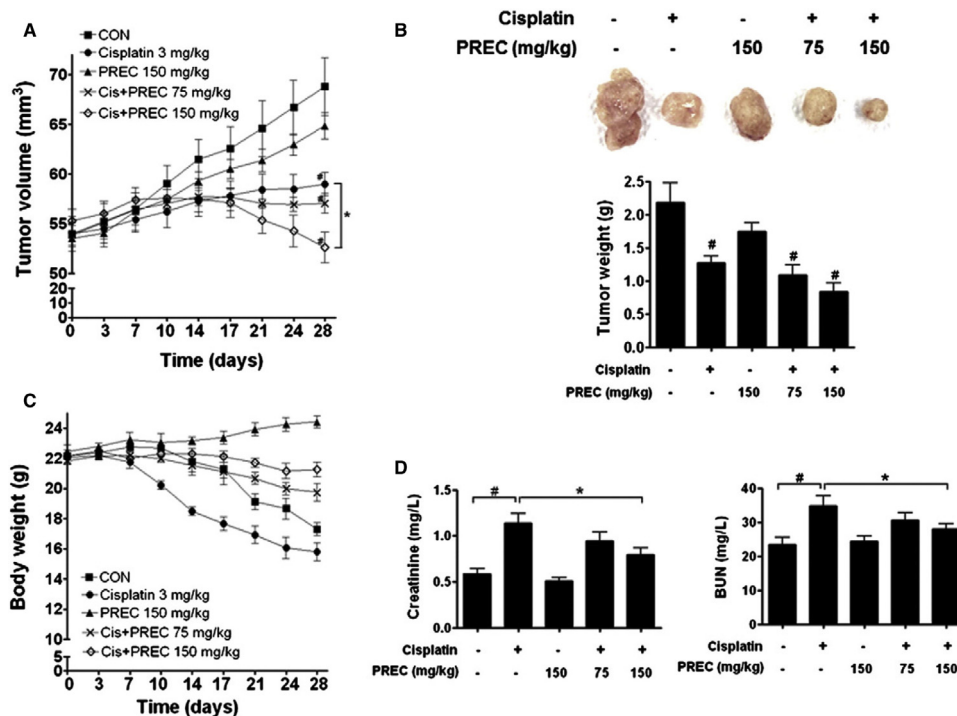 A
CON
Cisplatin 3 mg/kg
PREC 150 mg/kg
Cis+PREC 75 mg/kg
Cis+PREC 150 mg/kg
Tumor volume (mm³)
70
65
60
55
50
20
10
0
# # # *
0 3 7 10 14 17 21 24 28
Time (days)
B
Cisplatin - + - + +
PREC (mg/kg) - - 150 75 150
Tumor weight (g)
2.5
2.0
1.5
1.0
0.5
0.0
# # #
Cisplatin - + - + +
PREC (mg/kg) - - 150 75 150
C
Body weight (g)
24
22
20
18
16
14
12
10
0
CON
Cisplatin 3 mg/kg
PREC 150 mg/kg
Cis+PREC 75 mg/kg
Cis+PREC 150 mg/kg
0 3 7 10 14 17 21 24 28
Time (days)
D
Creatinine (mg/L)
1.5
1.0
0.5
0.0
# *
Cisplatin - + - + +
PREC (mg/kg) - - 150 75 150
BUN (mg/L)
40
30
20
10
0
# *
Cisplatin - + - + +
PREC (mg/kg) - - 150 75 150